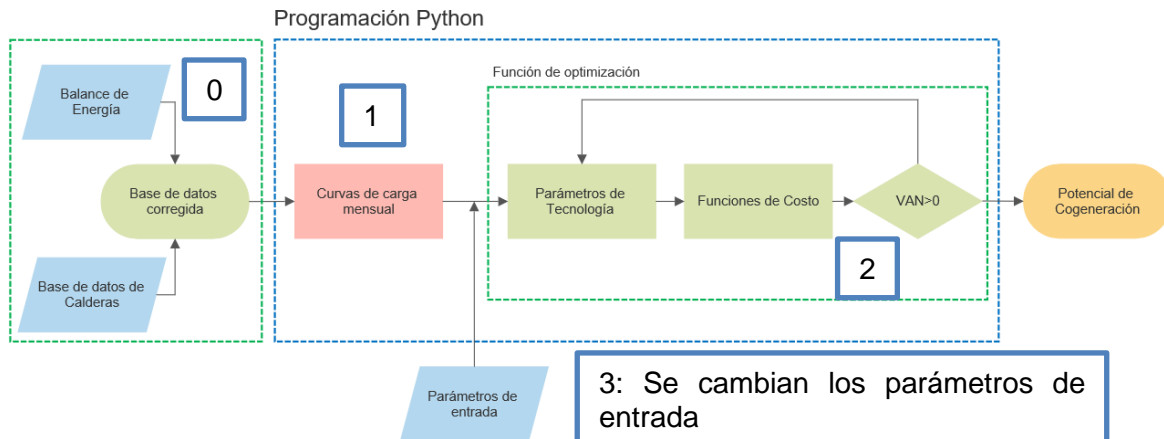 Programación Python
Balance de
Energía
0
1
Función de optimización
Base de datos
corregida
Curvas de carga
mensual
Parámetros de
Tecnología
Funciones de Costo
VAN>0
Potencial de
Cogeneración
2
Base de datos de
Calderas
Parámetros de
entrada
3: Se cambian los parámetros de
entrada